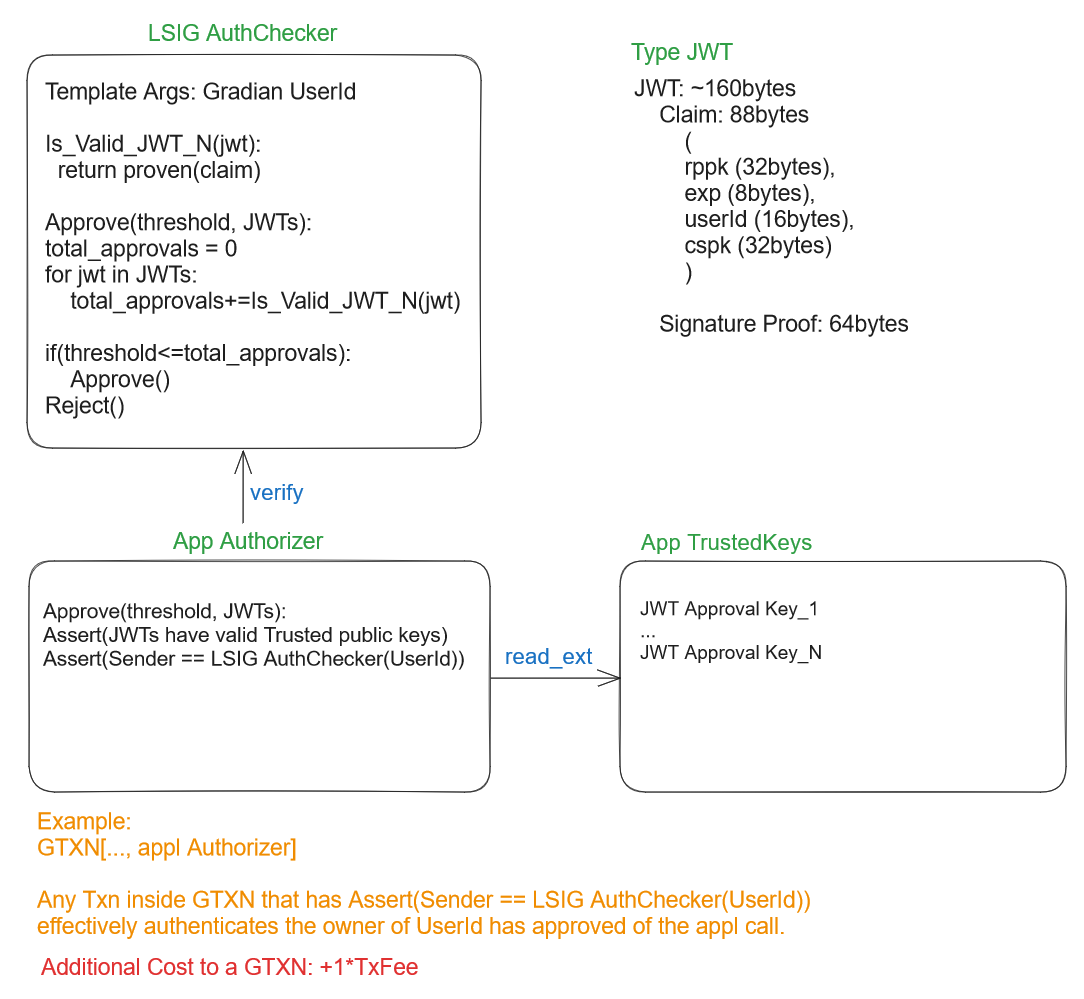 LSIG AuthChecker
Template Args: Gradian UserId
Is_Valid_JWT_N(jwt):
return proven(claim)
Approve(threshold, JWTs):
total_approvals = 0
for jwt in JWTs:
total_approvals+=Is_Valid_JWT_N(jwt)
if(threshold<=total_approvals):
Approve()
Reject()
Type JWT
JWT: ~160bytes
Claim: 88bytes
(
rppk (32bytes),
exp (8bytes),
userId (16bytes),
cspk (32bytes)
)
Signature Proof: 64bytes
verify
App Authorizer
Approve(threshold, JWTs):
Assert(JWTs have valid Trusted public keys)
Assert(Sender == LSIG AuthChecker(UserId))
read_ext
App TrustedKeys
JWT Approval Key_1
...
JWT Approval Key_N
Example:
GTXN[..., appl Authorizer]
Any Txn inside GTXN that has Assert(Sender == LSIG AuthChecker(UserId))
effectively authenticates the owner of UserId has approved of the appl call.
Additional Cost to a GTXN: +1*TxFee